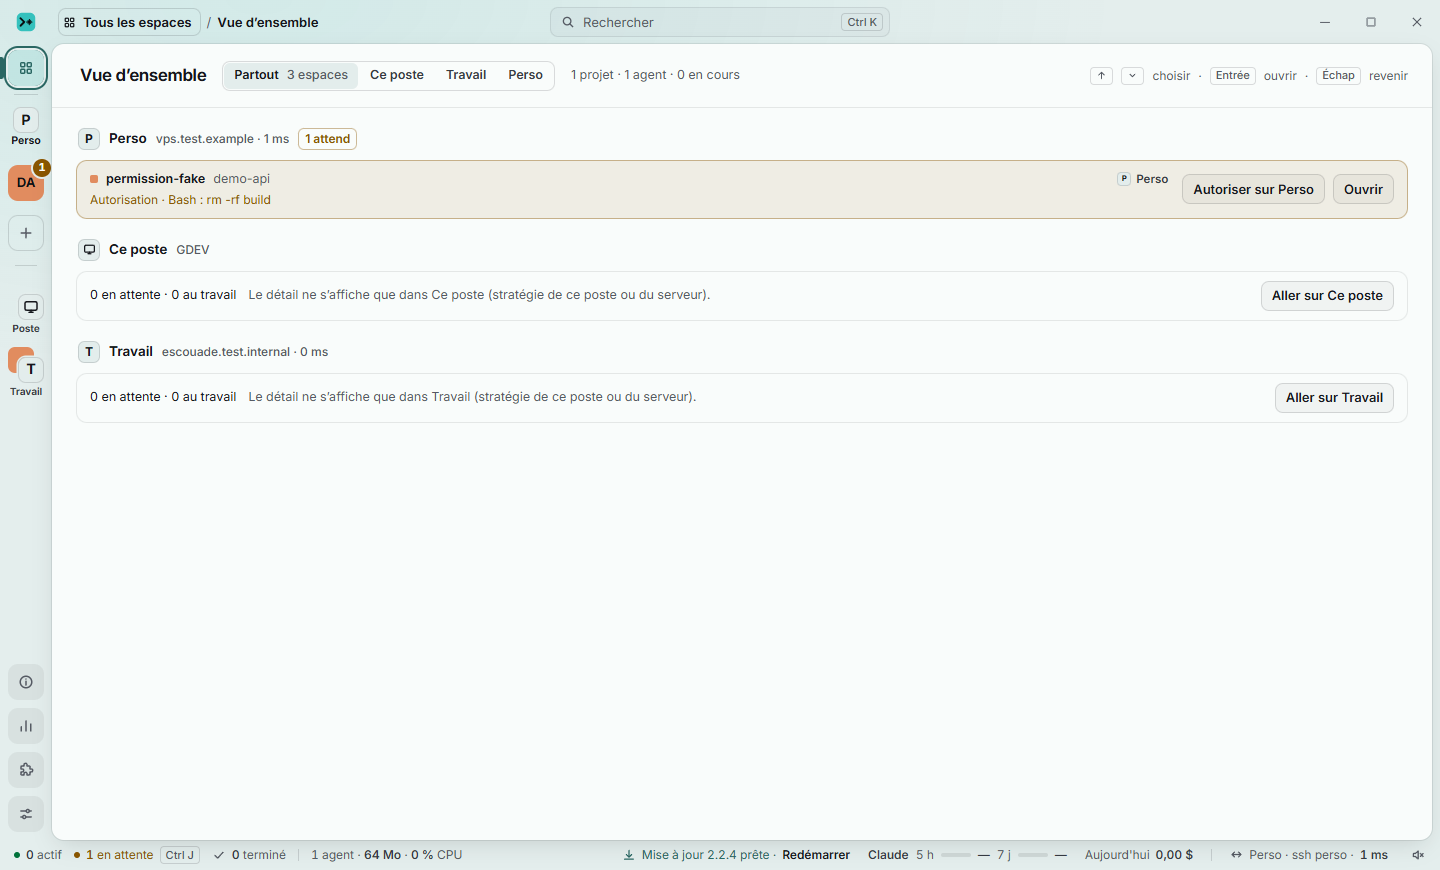 Tous les espaces / Vue d’ensemble
Rechercher Ctrl K
Vue d’ensemble Partout 3 espaces Ce poste Travail Perso 1 projet · 1 agent · 0 en cours
choisir · Entrée ouvrir · Échap revenir
P
Perso
DA 1
Poste
T
Travail
P Perso vps.test.example · 1 ms 1 attend
permission-fake demo-api
Autorisation · Bash : rm -rf build
P Perso Autoriser sur Perso Ouvrir
Ce poste GDEV
0 en attente · 0 au travail Le détail ne s’affiche que dans Ce poste (stratégie de ce poste ou du serveur). Aller sur Ce poste
T Travail escouade.test.internal · 0 ms
0 en attente · 0 au travail Le détail ne s’affiche que dans Travail (stratégie de ce poste ou du serveur). Aller sur Travail
0 actif 1 en attente Ctrl J 0 terminé 1 agent · 64 Mo · 0 % CPU
Mise à jour 2.2.4 prête · Redémarrer Claude 5 h — 7 j — Aujourd'hui 0,00 $ Perso · ssh perso · 1 ms